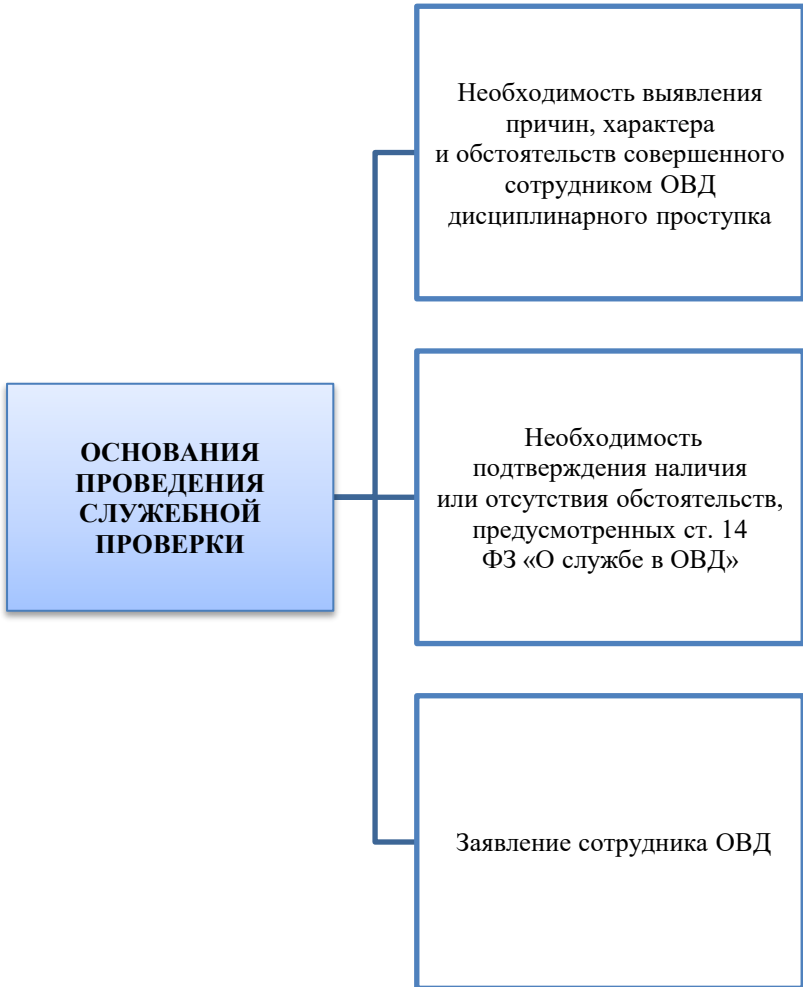 ОСНОВАНИЯ
ПРОВЕДЕНИЯ
СЛУЖЕБНОЙ
ПРОВЕРКИ
Необходимость выявления
причин, характера
и обстоятельств совершенного
сотрудником ОВД
дисциплинарного проступка
Необходимость
подтверждения наличия
или отсутствия обстоятельств,
предусмотренных ст. 14
ФЗ «О службе в ОВД»
Заявление сотрудника ОВД